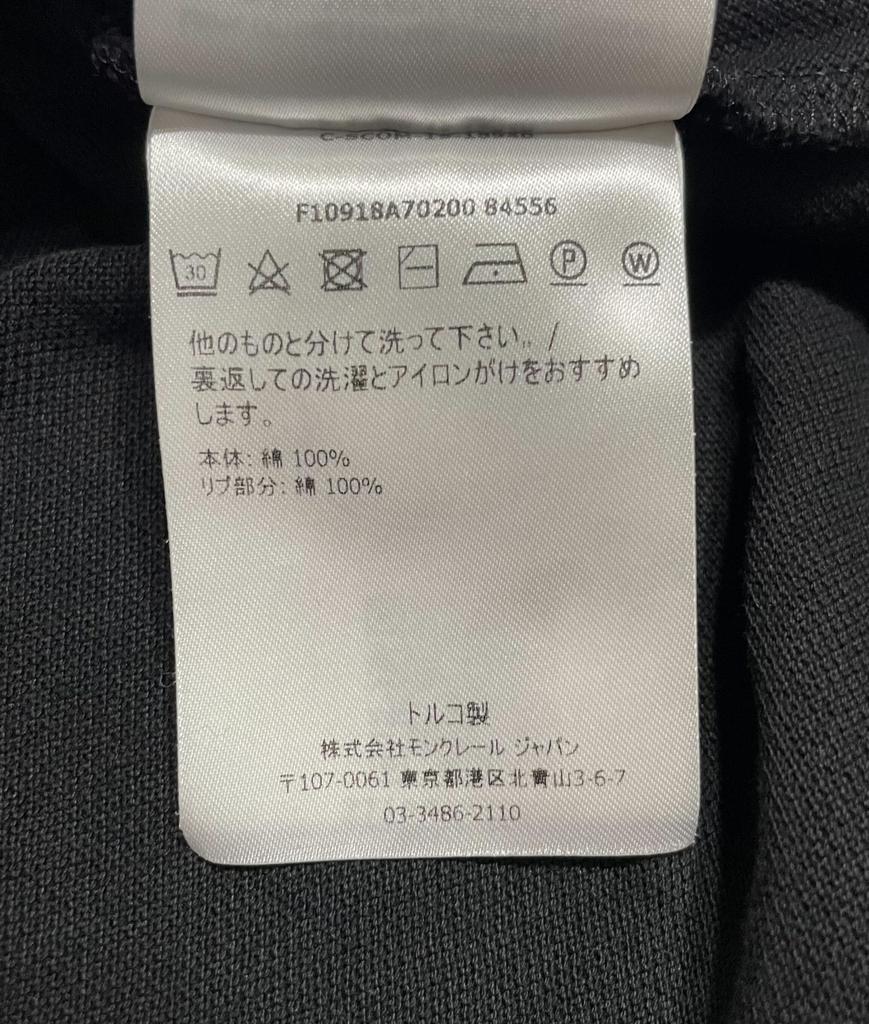 F10918A70200 84556
30
P
W
他のものと分けて洗って下さい。/
裏返しての洗濯とアイロンがけをおすすめ
します。
本体: 綿 100%
リブ部分: 綿 100%
トルコ製
株式会社モンクレール ジャパン
〒107-0061 東京都港区北青山3-6-7
03-3486-2110